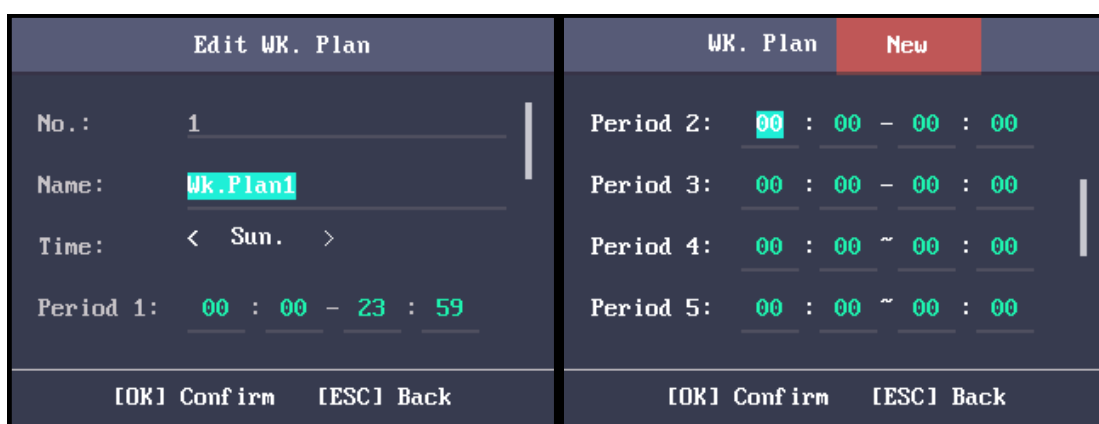 Edit WK. Plan
No.: 1
Name: Wk.Plan1
Time: < Sun. >
Period 1: 00 : 00 - 23 : 59
[OK] Confirm [ESC] Back
WK. Plan New
Period 2: 00 : 00 - 00 : 00
Period 3: 00 : 00 - 00 : 00
Period 4: 00 : 00 ~ 00 : 00
Period 5: 00 : 00 ~ 00 : 00
[OK] Confirm [ESC] Back